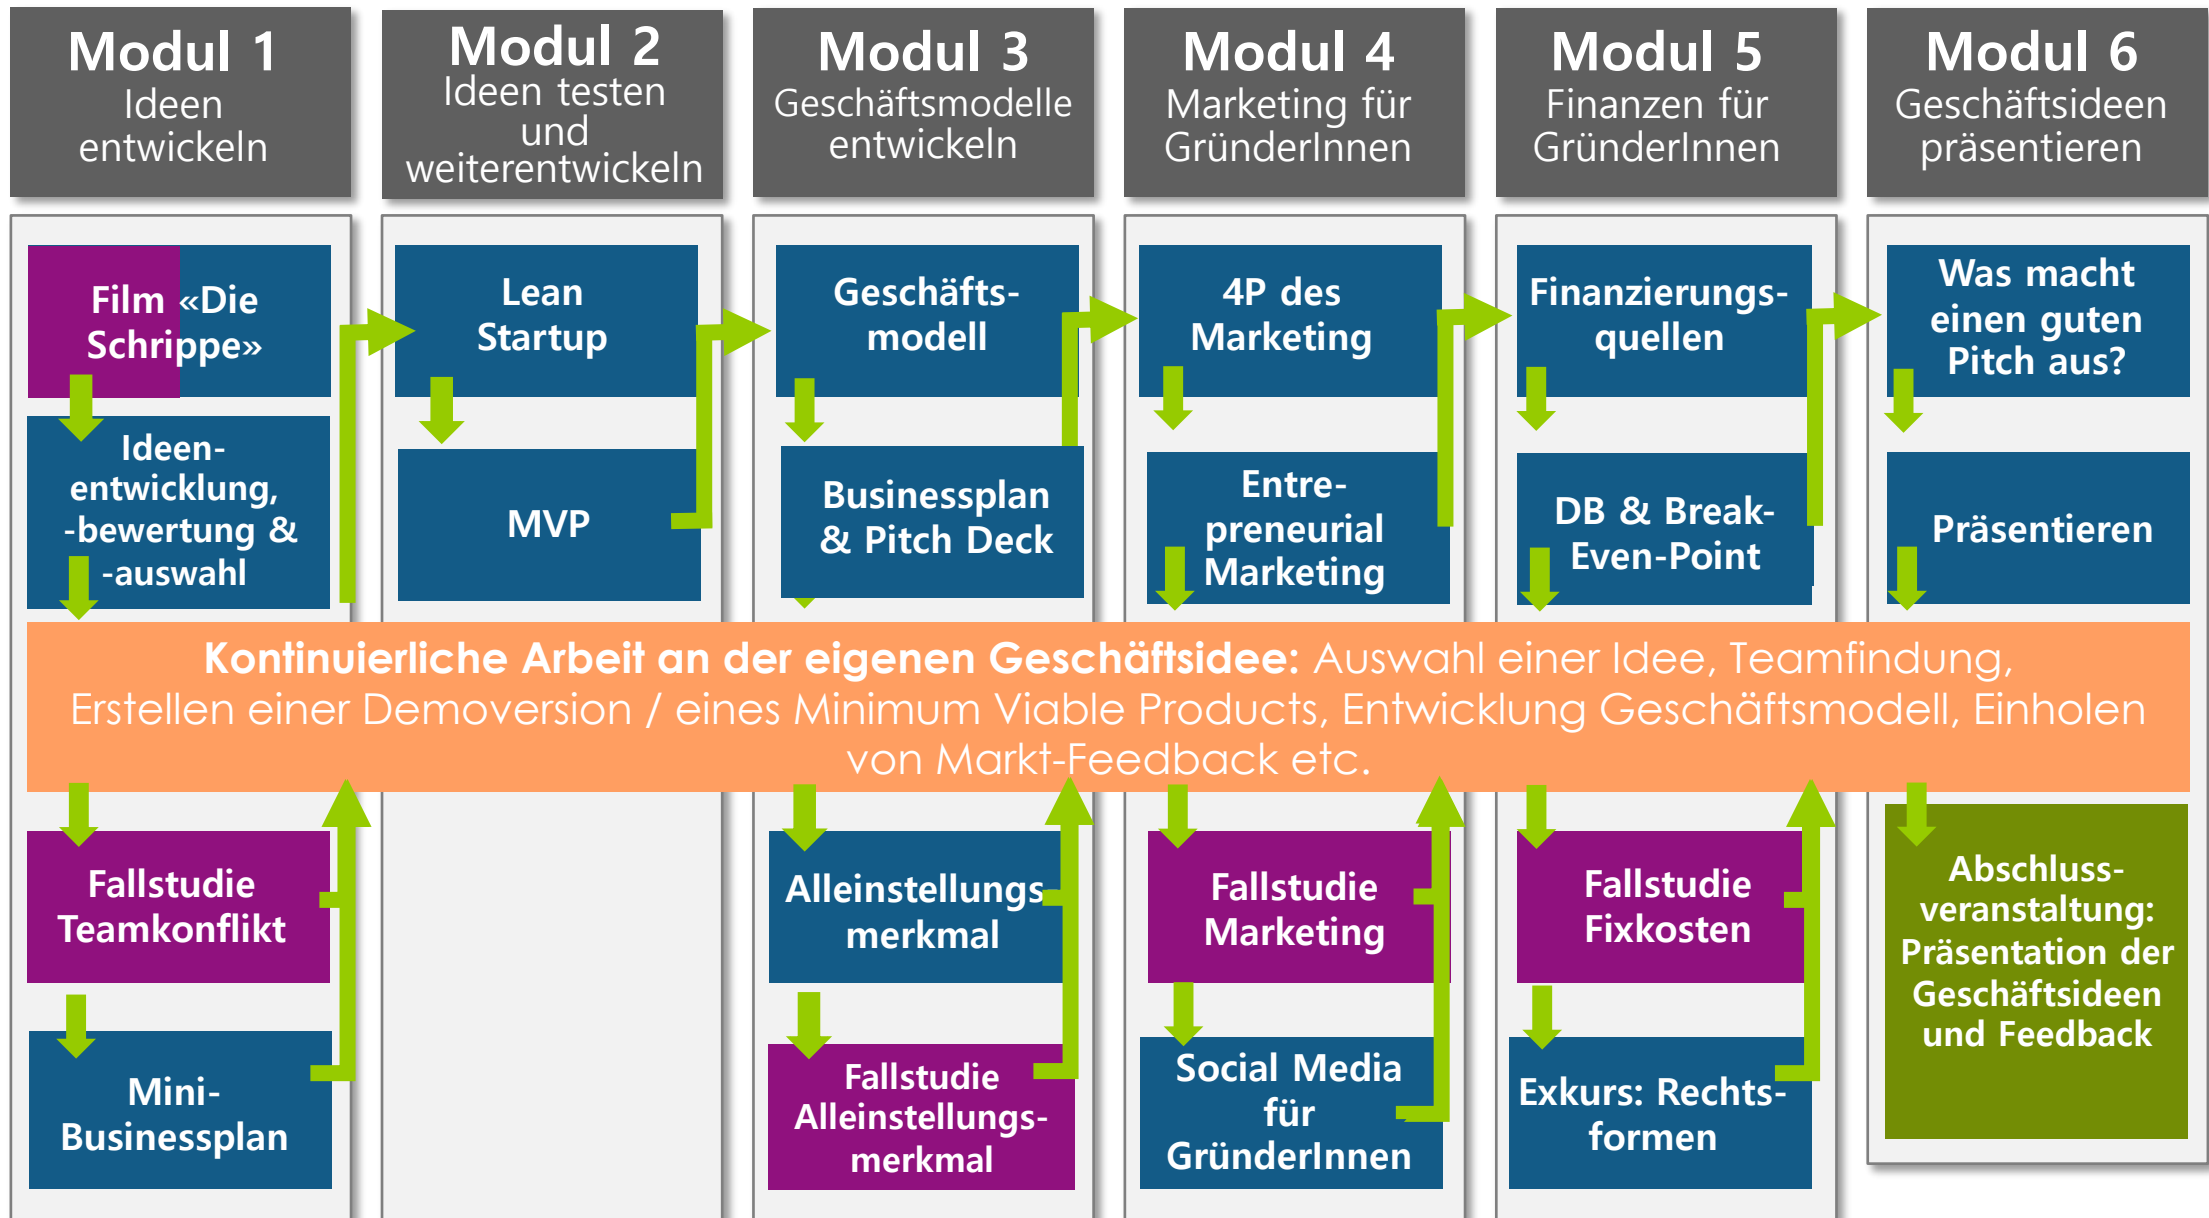 Modul 1
Ideen
entwickeln
Modul 2
Ideen testen
und
weiterentwickeln
Modul 3
Geschäftsmodelle
entwickeln
Modul 4
Marketing für
GründerInnen
Modul 5
Finanzen für
GründerInnen
Modul 6
Geschäftsideen
präsentieren
Film «Die
Schrippe»
Ideen-
entwicklung,
-bewertung &
-auswahl
Lean
Startup
MVP
Geschäfts-
modell
Businessplan
& Pitch Deck
4P des
Marketing
Entre-
preneurial
Marketing
Finanzierungs-
quellen
DB & Break-
Even-Point
Was macht
einen guten
Pitch aus?
Präsentieren
Kontinuierliche Arbeit an der eigenen Geschäftsidee: Auswahl einer Idee, Teamfindung,
Erstellen einer Demoversion / eines Minimum Viable Products, Entwicklung Geschäftsmodell, Einholen
von Markt-Feedback etc.
Fallstudie
Teamkonflikt
Mini-
Businessplan
Alleinstellungs
merkmal
Fallstudie
Alleinstellungs-
merkmal
Fallstudie
Marketing
Social Media
für
GründerInnen
Fallstudie
Fixkosten
Exkurs: Rechts-
formen
Abschluss-
veranstaltung:
Präsentation der
Geschäftsideen
und Feedback